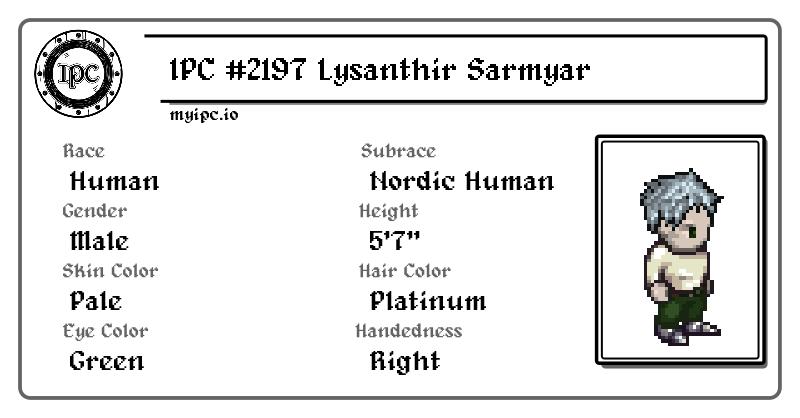 IPC
IPC #2197 Lysanthir Sarmyar
myipc.io
Race
Human
Subrace
Nordic Human
Gender
Male
Height
5'7"
Skin Color
Pale
Hair Color
Platinum
Eye Color
Green
Handedness
Right